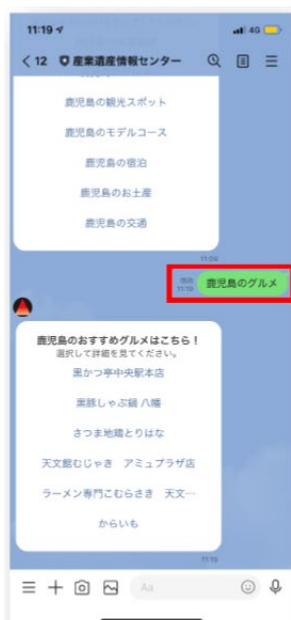 11:19
4G
12 産業遺産情報センター
鹿児島の観光スポット
鹿児島のモデルコース
鹿児島の宿泊
鹿児島のお土産
鹿児島の交通
11:09
既読
11:19
鹿児島のグルメ
鹿児島のおすすめグルメはこちら！
選択して詳細を見てください。
黒かつ亭中央駅本店
黒豚しゃぶ鍋 八幡
さつま地鶏とりはな
天文館むじゃき アミュプラザ店
ラーメン専門こむらさき 天文…
からいも
11:19
Aa